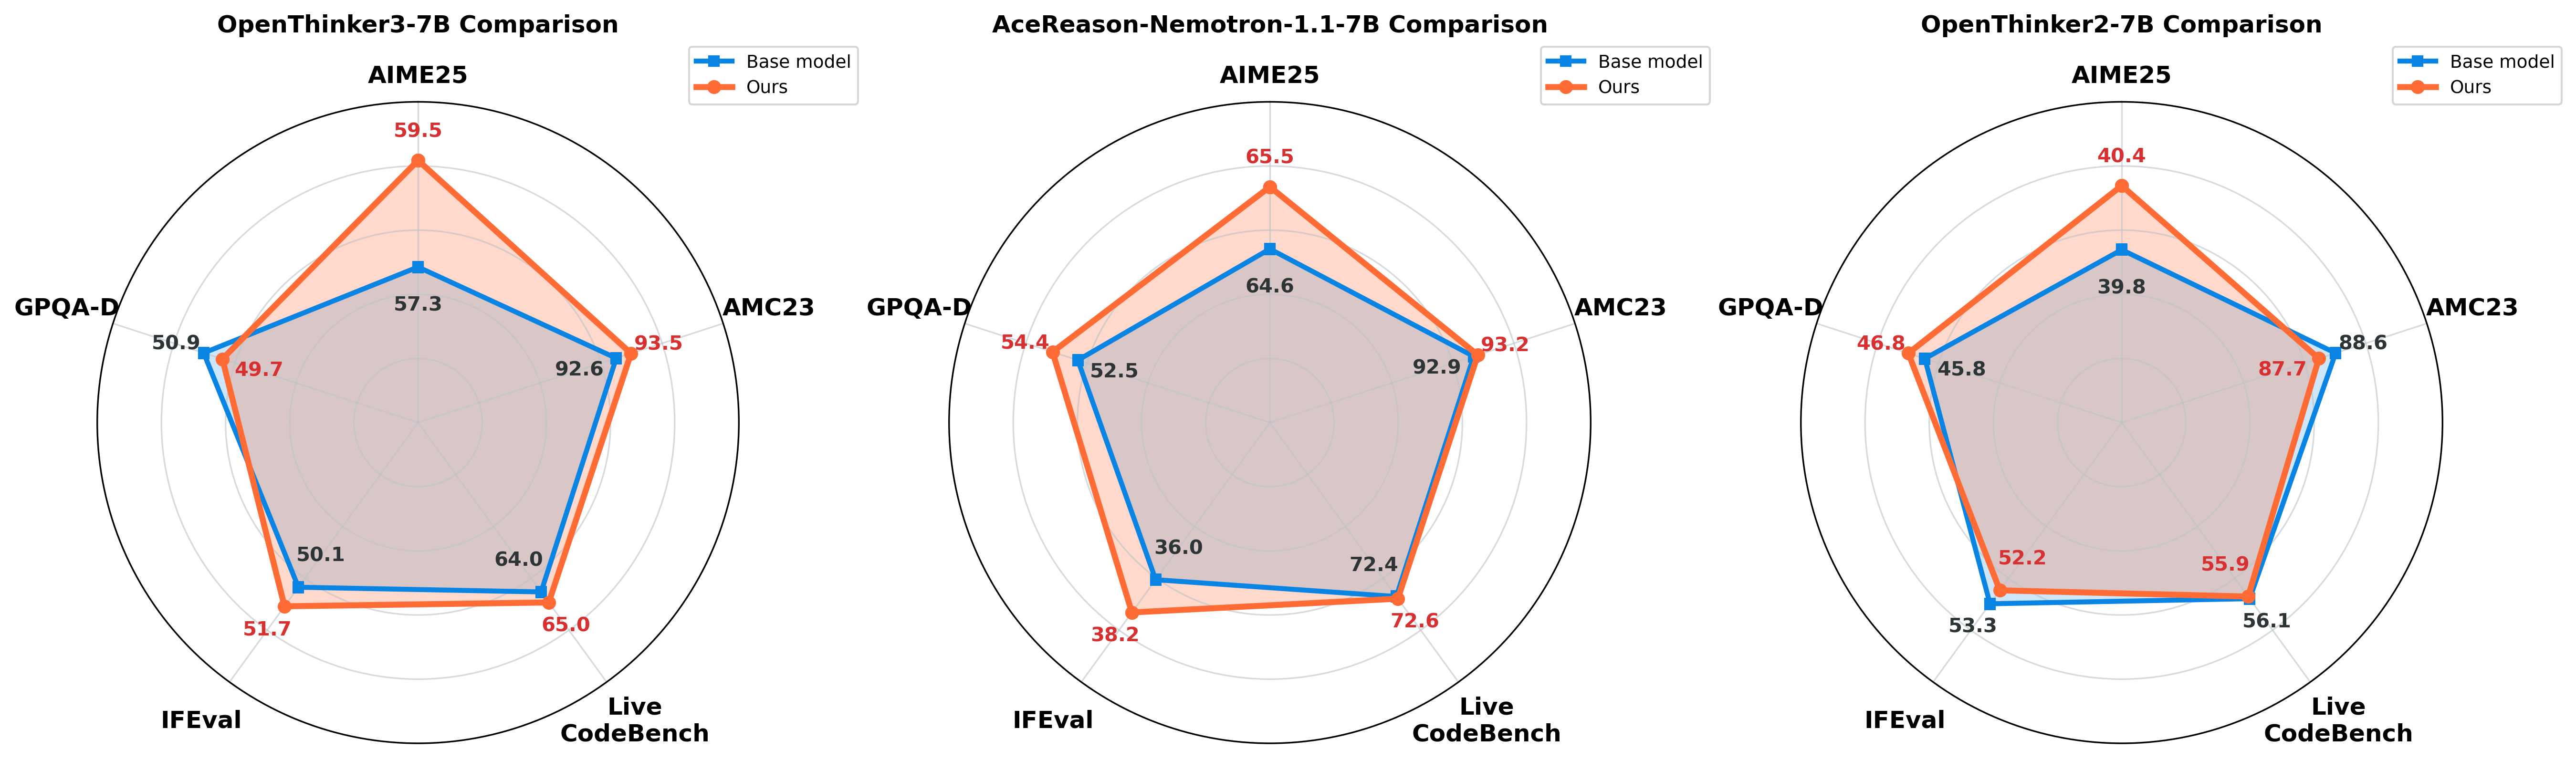 OpenThinker3-7B Comparison
Base model
Ours
AIME25
59.5
57.3
AMC23
93.5
92.6
GPQA-D
50.9
49.7
50.1
51.7
64.0
65.0
IFEval
Live
CodeBench
AceReason-Nemotron-1.1-7B Comparison
Base model
Ours
AIME25
65.5
64.6
AMC23
93.2
92.9
GPQA-D
54.4
52.5
36.0
38.2
72.4
72.6
IFEval
Live
CodeBench
OpenThinker2-7B Comparison
Base model
Ours
AIME25
40.4
39.8
AMC23
88.6
87.7
GPQA-D
46.8
45.8
52.2
53.3
55.9
56.1
IFEval
Live
CodeBench